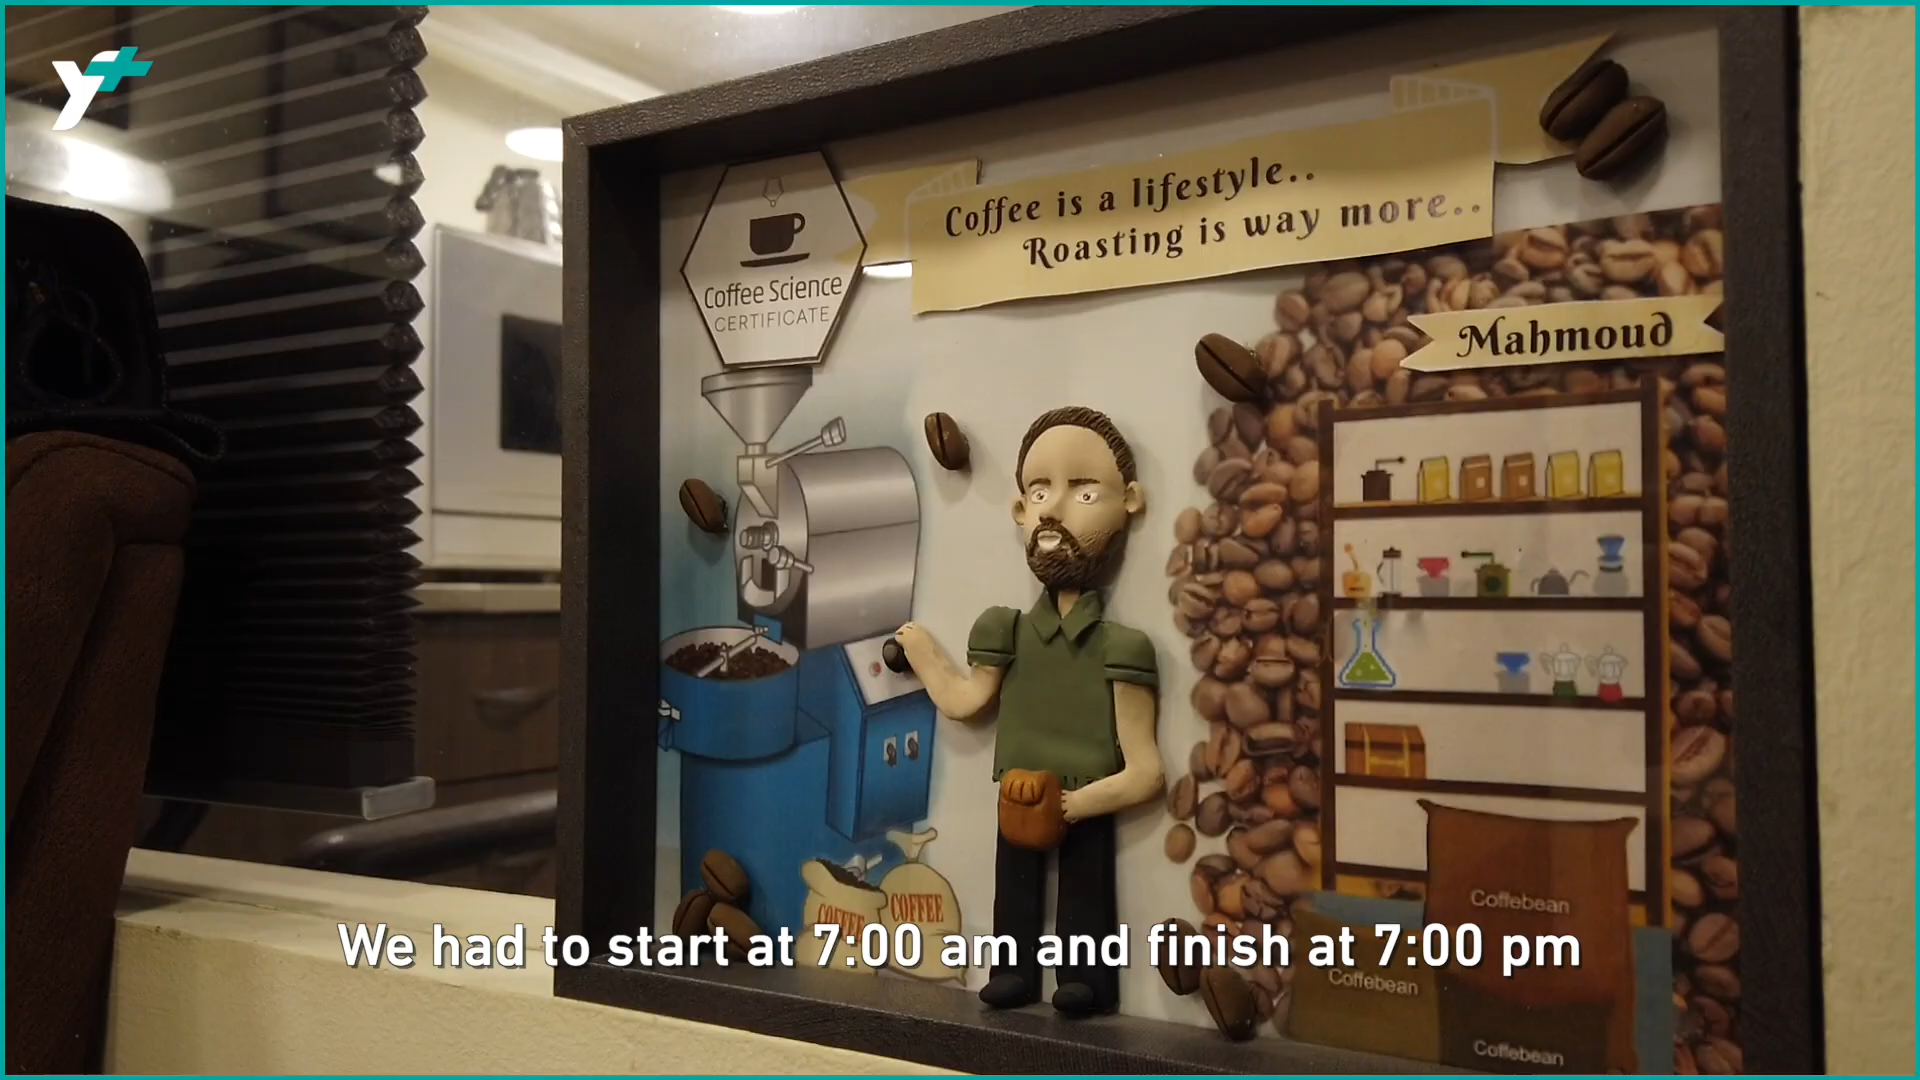 y+
Coffee is a lifestyle..
Roasting is way more..
Coffee Science
CERTIFICATE
Mahmoud
COFFEE
COFFEE
Coffebean
Coffebean
Coffebean
We had to start at 7:00 am and finish at 7:00 pm